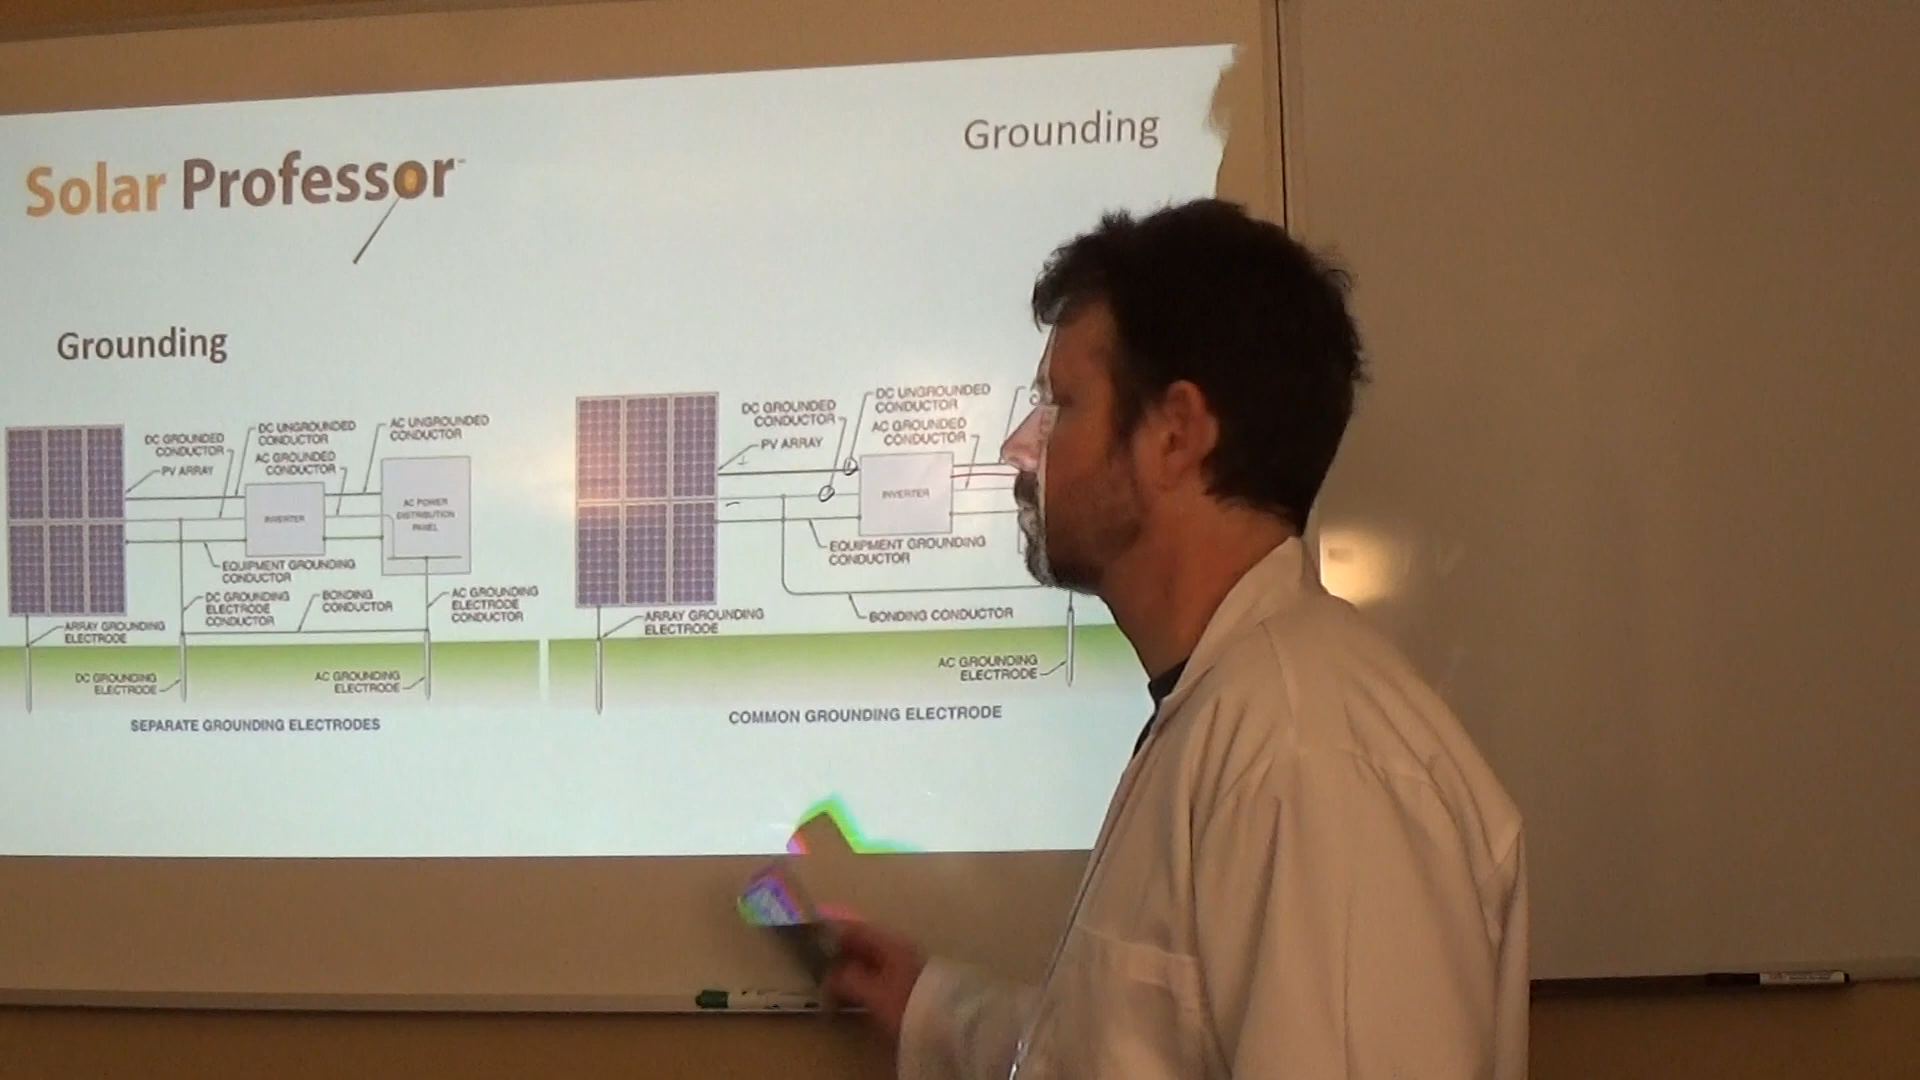 Grounding
Solar Professor
Grounding
DC GROUNDED
CONDUCTOR
DC UNGROUNDED
CONDUCTOR
AC UNGROUNDED
CONDUCTOR
AC GROUNDED
CONDUCTOR
PV ARRAY
INVERTER
AC POWER
DISTRIBUTION
PANEL
EQUIPMENT GROUNDING
CONDUCTOR
DC GROUNDING
ELECTRODE
CONDUCTOR
BONDING
CONDUCTOR
AC GROUNDING
ELECTRODE
CONDUCTOR
ARRAY GROUNDING
ELECTRODE
DC GROUNDING
ELECTRODE
AC GROUNDING
ELECTRODE
SEPARATE GROUNDING ELECTRODES
DC GROUNDED
CONDUCTOR
DC UNGROUNDED
CONDUCTOR
AC GROUNDED
CONDUCTOR
PV ARRAY
INVERTER
EQUIPMENT GROUNDING
CONDUCTOR
ARRAY GROUNDING
ELECTRODE
BONDING CONDUCTOR
AC GROUNDING
ELECTRODE
COMMON GROUNDING ELECTRODE